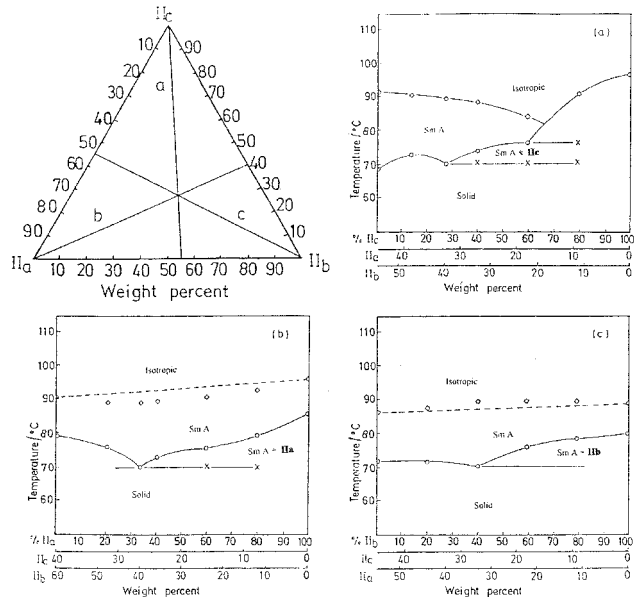 IIc
10 90
20 80
30 a 70
40 60
50 50
60 40
70 30
80 b c 20
90 10
IIa 10 20 30 40 50 60 70 80 90 IIb
Weight percent
(a)
110
100
90
80
70
50
Temperature/°C
Isotropic
Sm A
Sm A + IIc
Solid
% IIc 10 20 30 40 50 60 70 80 90 100
IIa 40 30 20 10 0
IIb 50 40 30 20 10 0
Weight percent
(b)
110
100
90
80
70
60
Temperature/°C
Isotropic
Sm A
Sm A + IIa
Solid
% IIa 10 20 30 40 50 60 70 80 90 100
IIc 40 30 20 10 0
IIb 60 50 40 30 20 10 0
Weight percent
(c)
110
100
90
80
70
60
Temperature/°C
Isotropic
Sm A
Sm A + IIb
Solid
% IIb 10 20 30 40 50 60 70 80 90 100
IIc 40 30 20 10 0
IIa 50 40 30 20 10 0
Weight percent